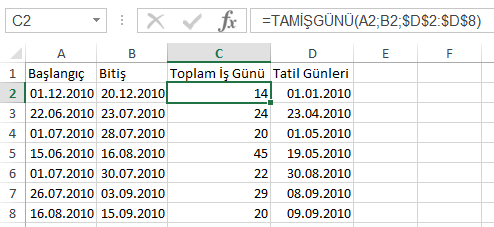 C2 fx =TAMİŞGÜNÜ(A2;B2;$D$2:$D$8)
A B C D E F
1 Başlangıç Bitiş Toplam İş Günü Tatil Günleri
2 01.12.2010 20.12.2010 14 01.01.2010
3 22.06.2010 23.07.2010 24 23.04.2010
4 01.07.2010 28.07.2010 20 01.05.2010
5 15.06.2010 16.08.2010 45 19.05.2010
6 01.07.2010 30.07.2010 22 30.08.2010
7 26.07.2010 03.09.2010 29 08.09.2010
8 16.08.2010 15.09.2010 20 09.09.2010